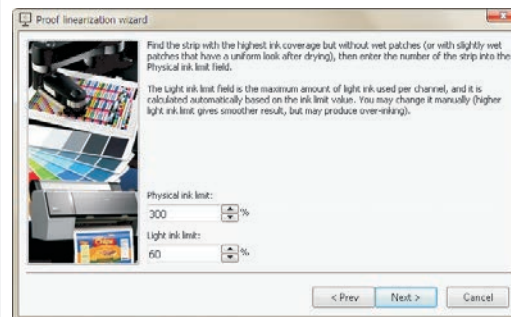 Proof linearization wizard
Find the strip with the highest ink coverage but without wet patches (or with slightly wet
patches that have a uniform look after drying), then enter the number of the strip into the
Physical ink limit field.
The Light ink limit field is the maximum amount of light ink used per channel, and it is
calculated automatically based on the ink limit value. You may change it manually (higher
light ink limit gives smoother result, but may produce over-inking).
Physical ink limit:
300 %
Light ink limit:
60 %
< Prev Next > Cancel